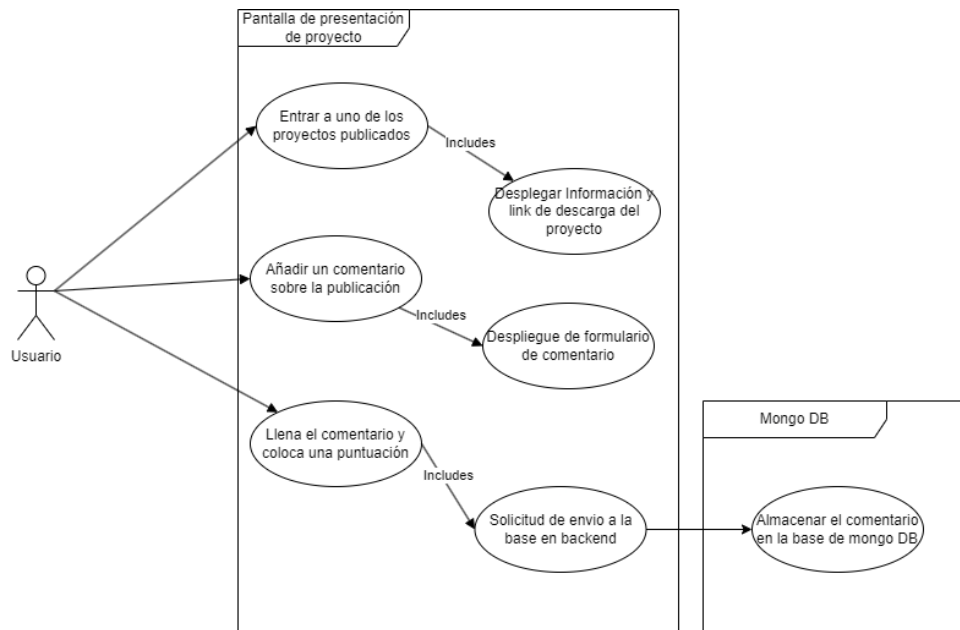 Pantalla de presentación
de proyecto
Entrar a uno de los
proyectos publicados
Includes
Desplegar Información y
link de descarga del
proyecto
Añadir un comentario
sobre la publicación
Includes
Despliegue de formulario
de comentario
Usuario
Llena el comentario y
coloca una puntuación
Includes
Solicitud de envio a la
base en backend
Mongo DB
Almacenar el comentario
en la base de mongo DB